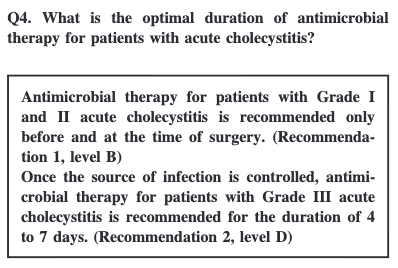 Q4. What is the optimal duration of antimicrobial
therapy for patients with acute cholecystitis?
Antimicrobial therapy for patients with Grade I
and II acute cholecystitis is recommended only
before and at the time of surgery. (Recommenda-
tion 1, level B)
Once the source of infection is controlled, antimi-
crobial therapy for patients with Grade III acute
cholecystitis is recommended for the duration of 4
to 7 days. (Recommendation 2, level D)